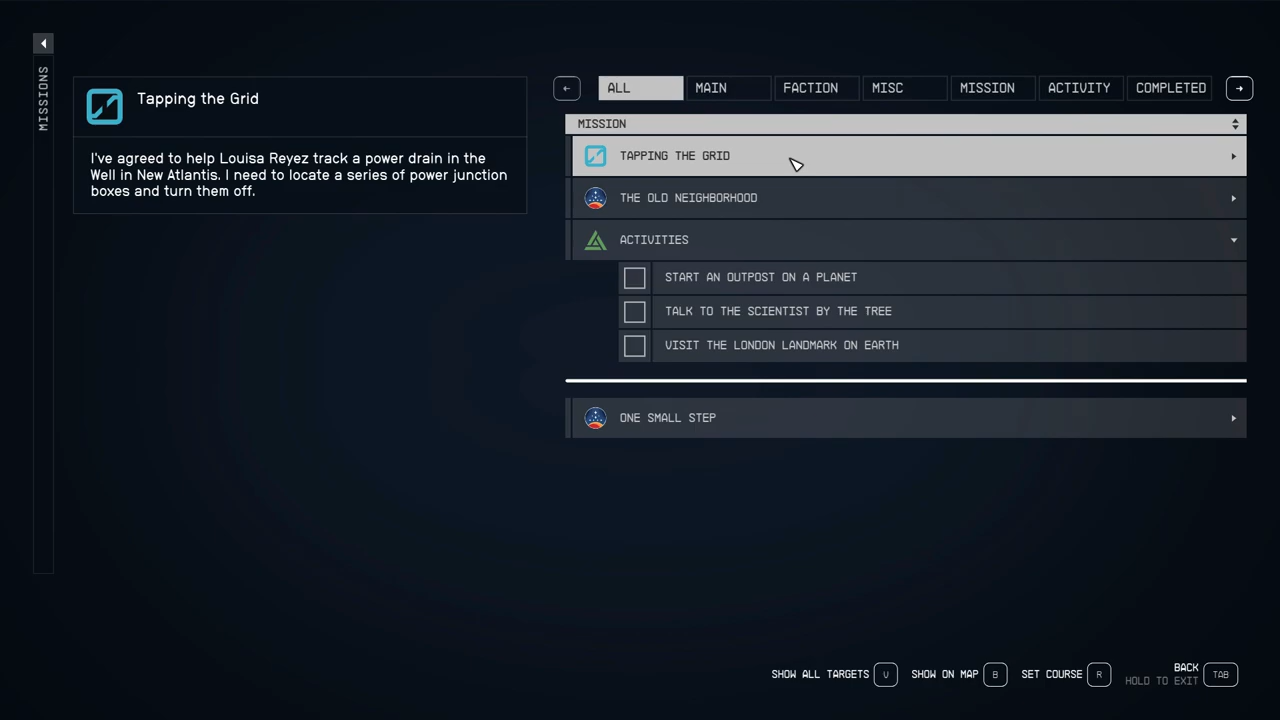 MISSIONS
Tapping the Grid
I've agreed to help Louisa Reyez track a power drain in the
Well in New Atlantis. I need to locate a series of power junction
boxes and turn them off.
ALL MAIN FACTION MISC MISSION ACTIVITY COMPLETED
MISSION
TAPPING THE GRID
THE OLD NEIGHBORHOOD
ACTIVITIES
START AN OUTPOST ON A PLANET
TALK TO THE SCIENTIST BY THE TREE
VISIT THE LONDON LANDMARK ON EARTH
ONE SMALL STEP
SHOW ALL TARGETS V SHOW ON MAP B SET COURSE R BACK TAB
HOLD TO EXIT